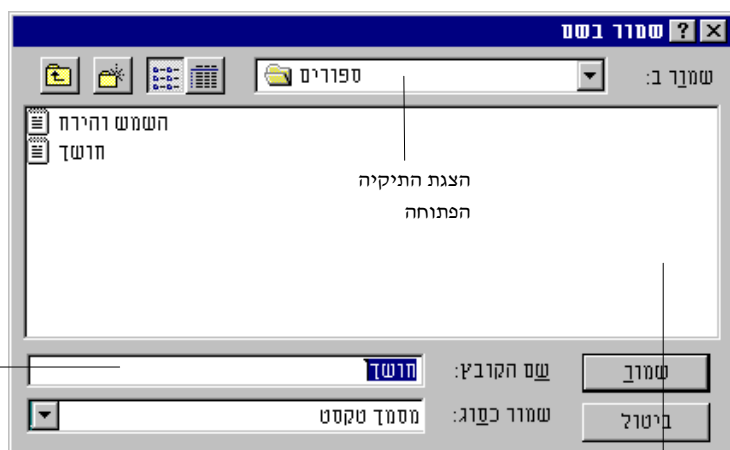 שמור בשם
שמור ב: ספורים
השמש והירח
חושך
הצגת התיקיה
הפתוחה
שם הקובץ: חושך
שמור
שמור כסוג: מסמך טקסט
ביטול